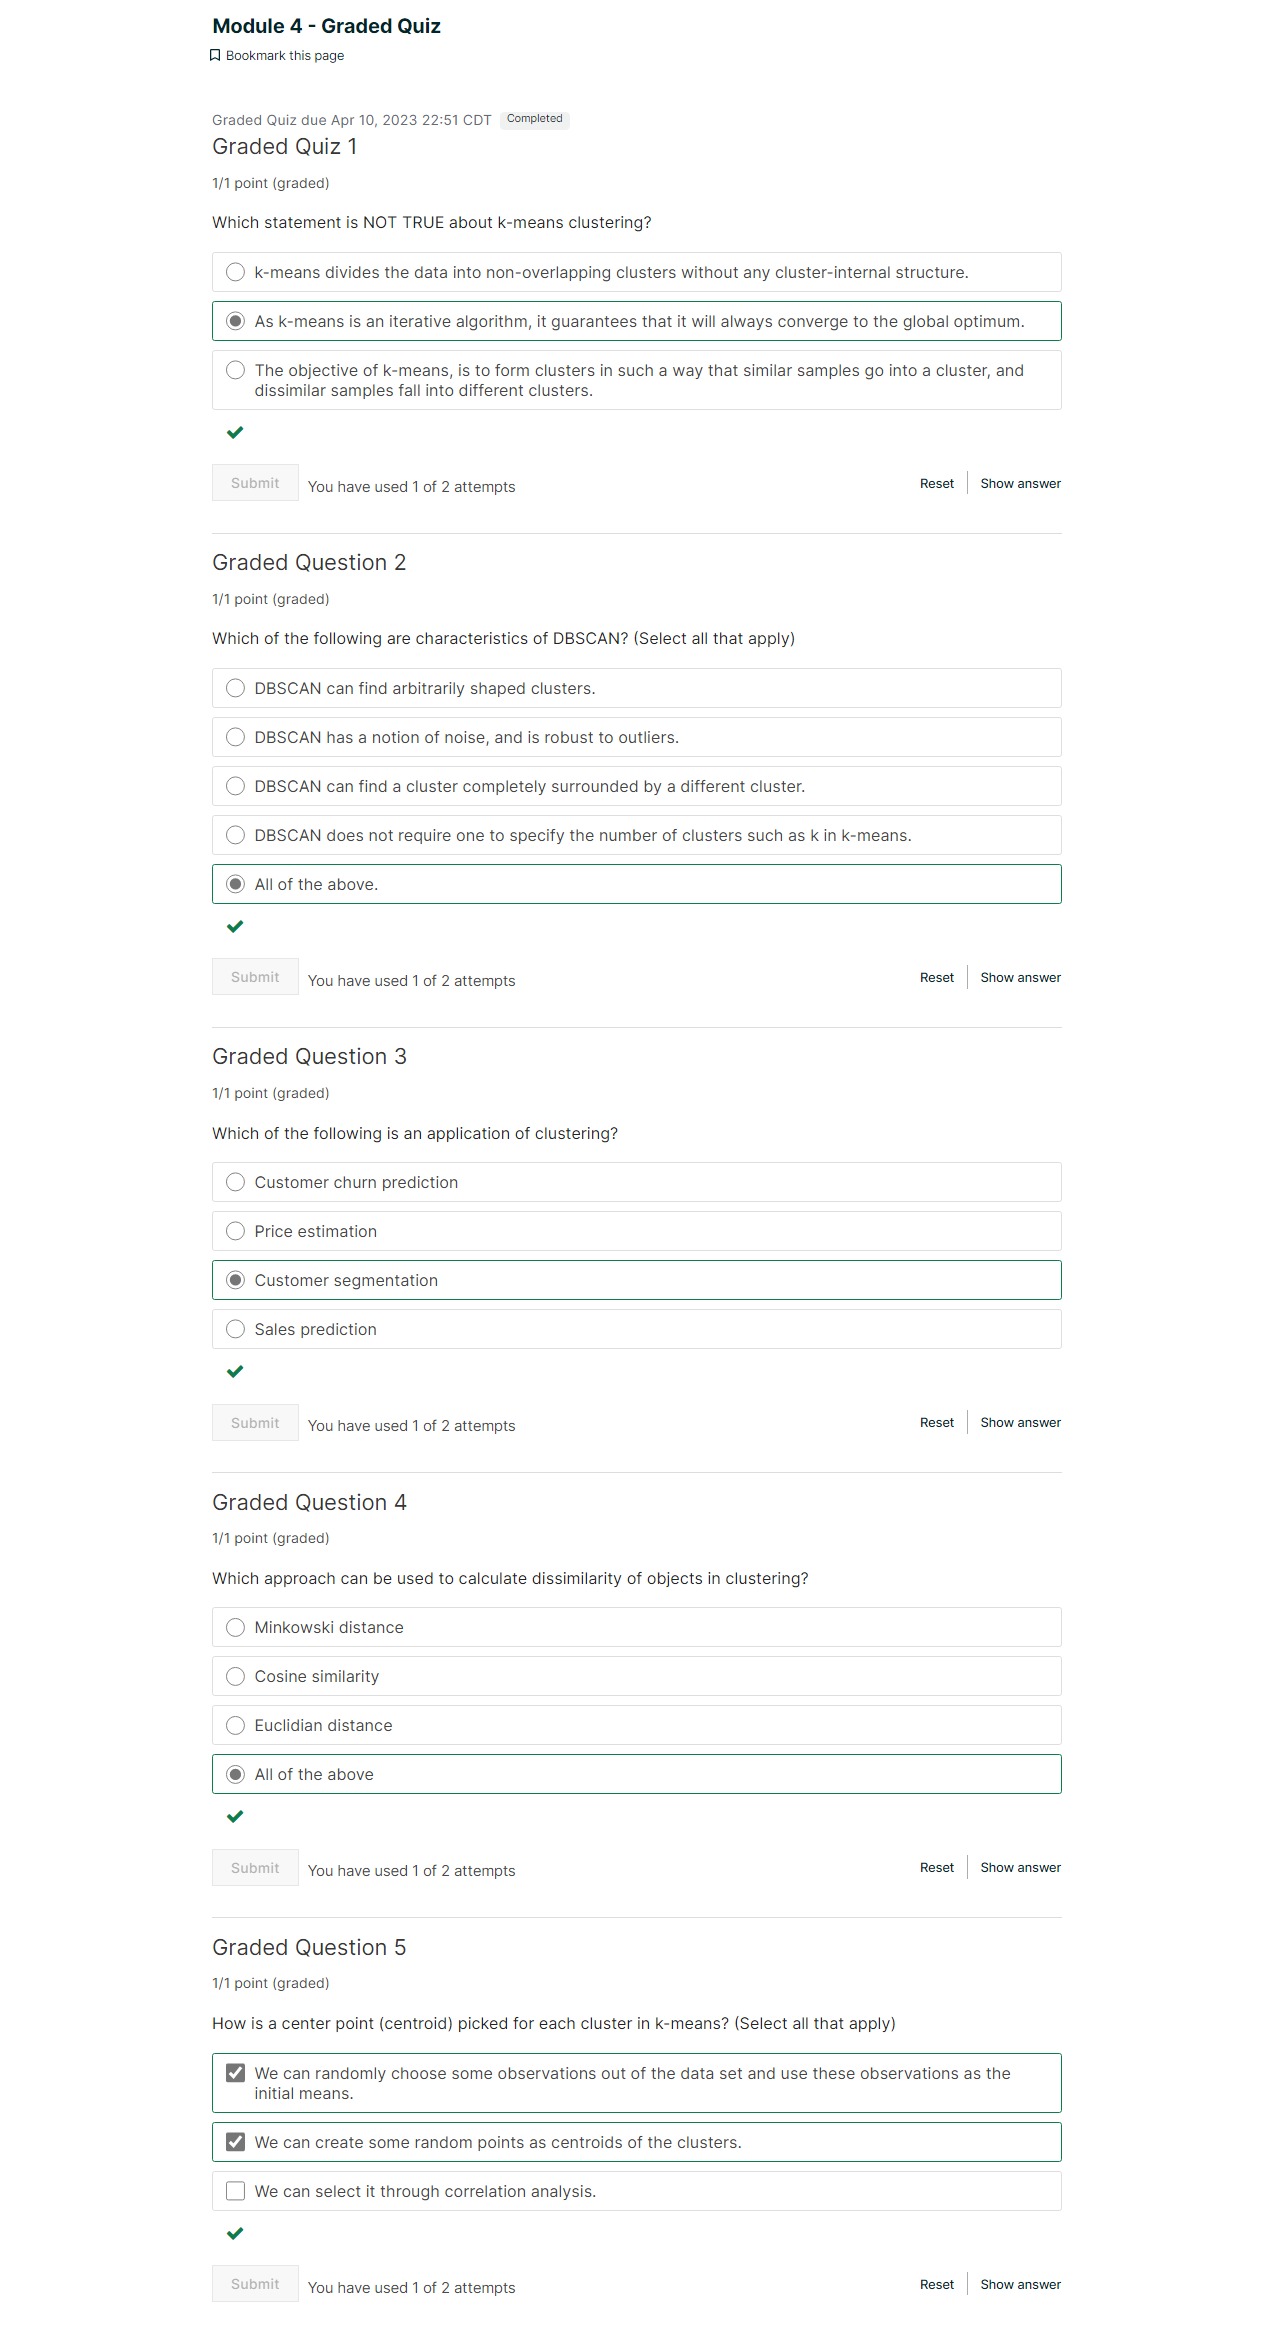 Module 4 - Graded Quiz
Bookmark this page
Graded Quiz due Apr 10, 2023 22:51 CDT Completed
Graded Quiz 1
1/1 point (graded)
Which statement is NOT TRUE about k-means clustering?
k-means divides the data into non-overlapping clusters without any cluster-internal structure.
As k-means is an iterative algorithm, it guarantees that it will always converge to the global optimum.
The objective of k-means, is to form clusters in such a way that similar samples go into a cluster, and
dissimilar samples fall into different clusters.
Submit You have used 1 of 2 attempts Reset Show answer
Graded Question 2
1/1 point (graded)
Which of the following are characteristics of DBSCAN? (Select all that apply)
DBSCAN can find arbitrarily shaped clusters.
DBSCAN has a notion of noise, and is robust to outliers.
DBSCAN can find a cluster completely surrounded by a different cluster.
DBSCAN does not require one to specify the number of clusters such as k in k-means.
All of the above.
Submit You have used 1 of 2 attempts Reset Show answer
Graded Question 3
1/1 point (graded)
Which of the following is an application of clustering?
Customer churn prediction
Price estimation
Customer segmentation
Sales prediction
Submit You have used 1 of 2 attempts Reset Show answer
Graded Question 4
1/1 point (graded)
Which approach can be used to calculate dissimilarity of objects in clustering?
Minkowski distance
Cosine similarity
Euclidian distance
All of the above
Submit You have used 1 of 2 attempts Reset Show answer
Graded Question 5
1/1 point (graded)
How is a center point (centroid) picked for each cluster in k-means? (Select all that apply)
We can randomly choose some observations out of the data set and use these observations as the
initial means.
We can create some random points as centroids of the clusters.
We can select it through correlation analysis.
Submit You have used 1 of 2 attempts Reset Show answer